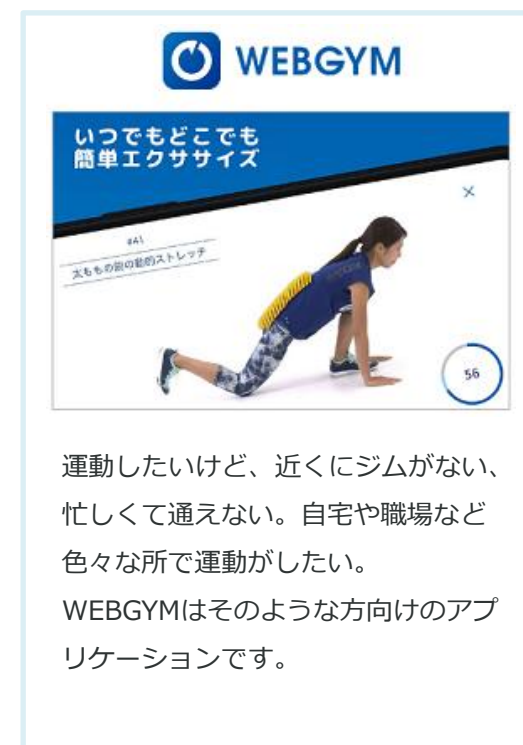 WEBGYM
いつでもどこでも
簡単エクササイズ
×
#41
太ももの前の動的ストレッチ
56
運動したいけど、近くにジムがない、
忙しくて通えない。自宅や職場など
色々な所で運動がしたい。
WEBGYMはそのような方向けのアプ
リケーションです。